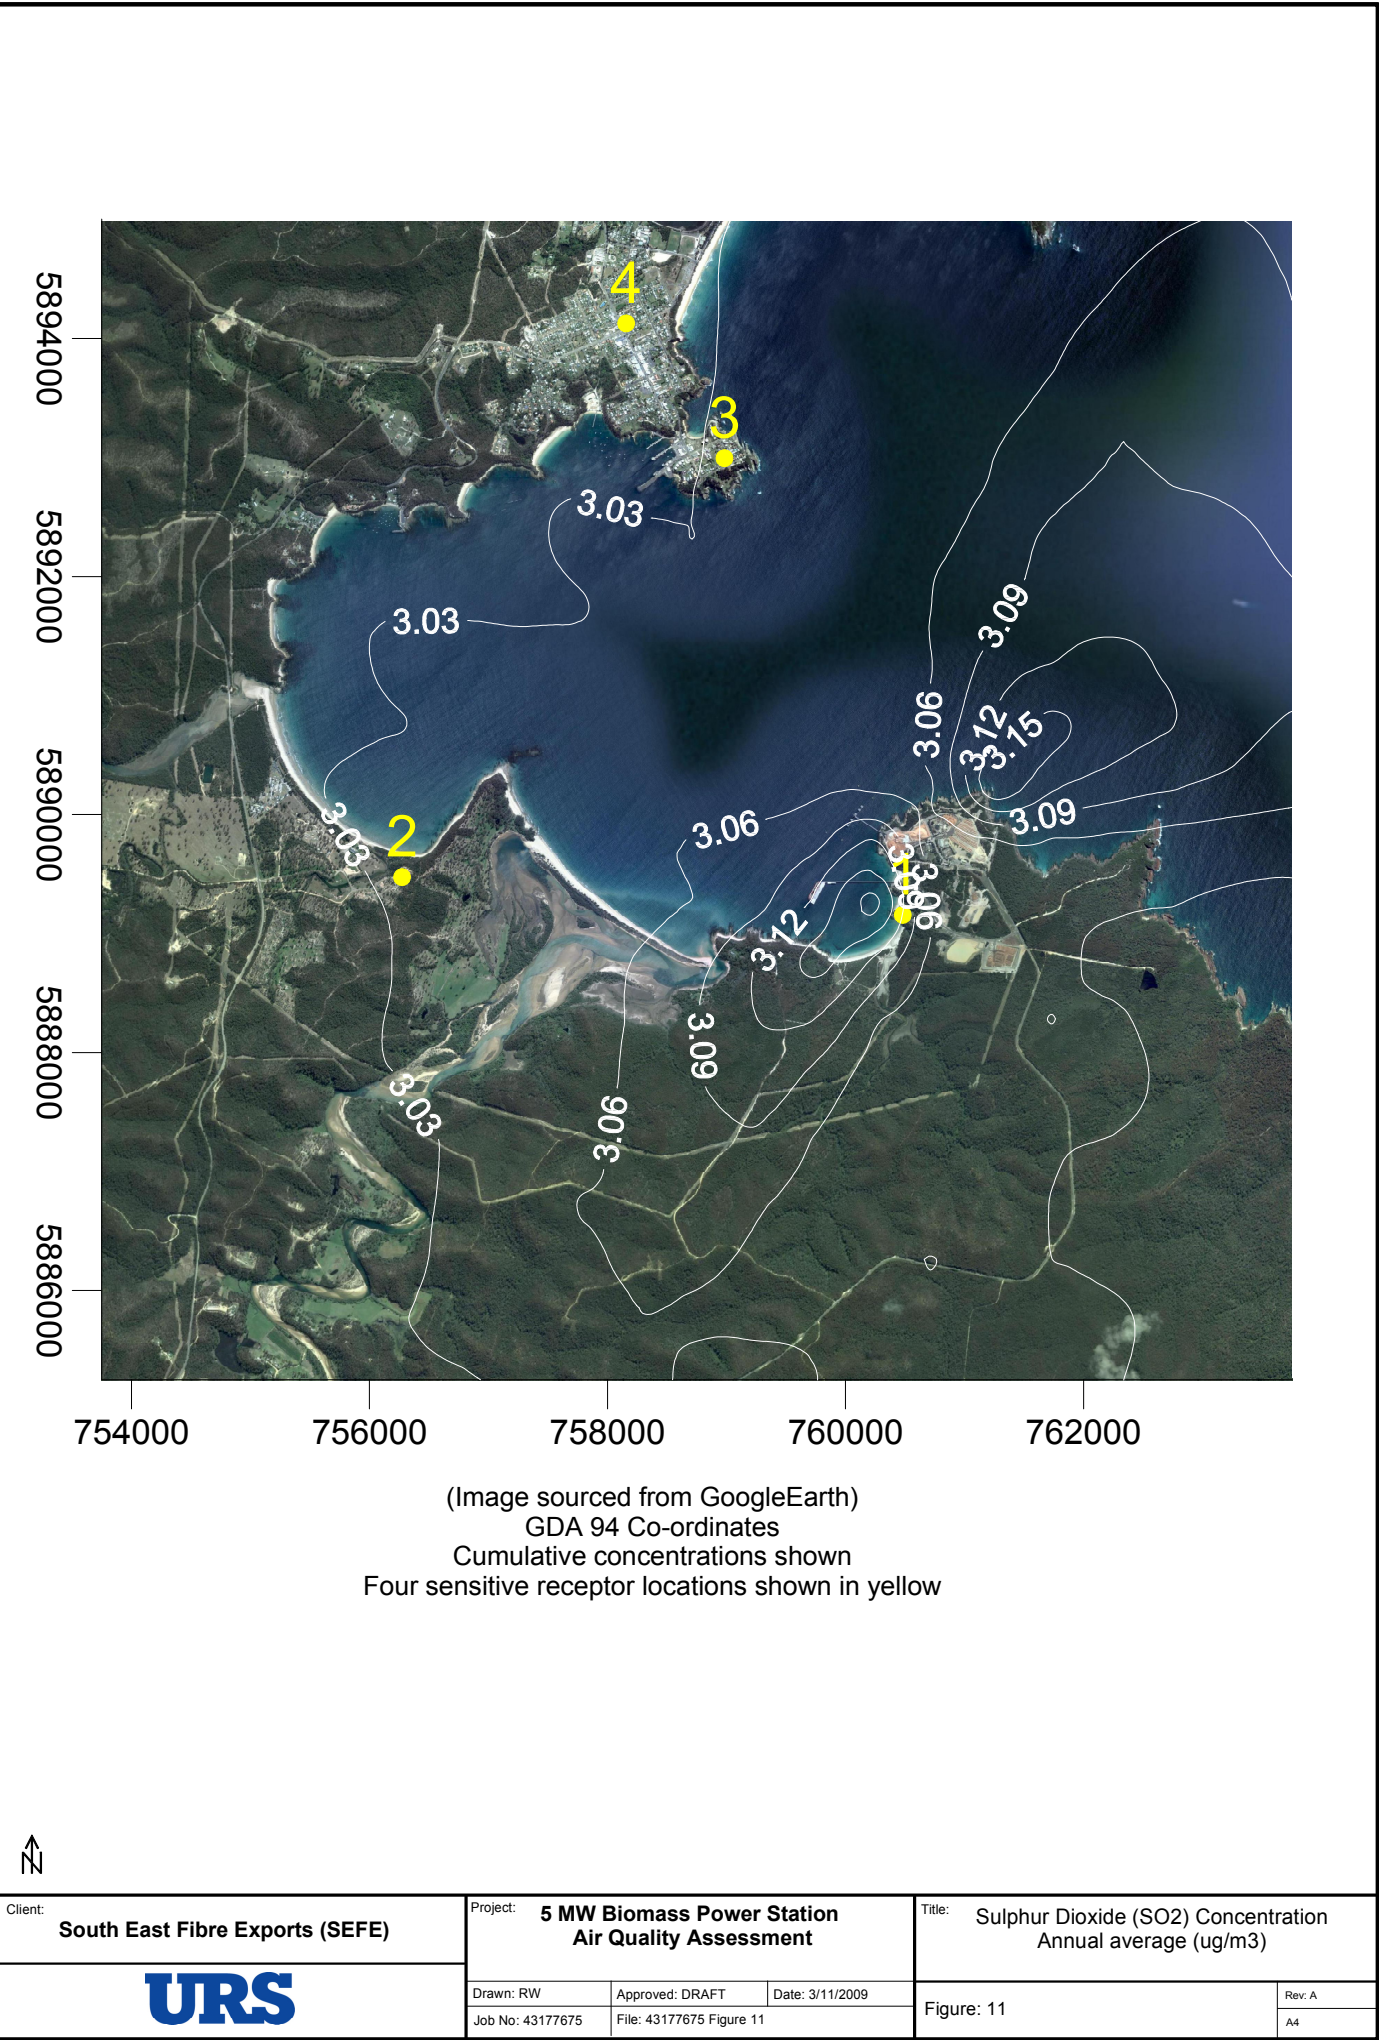 5894000
5892000
5890000
5888000
5886000
4
3
3.03
3.03
3.09
3.06
3.12
3.15
3.09
3.06
3.03
2
1
3.09
3.06
3.12
3.09
3.03
3.06
754000
756000
758000
760000
762000
(Image sourced from GoogleEarth)
GDA 94 Co-ordinates
Cumulative concentrations shown
Four sensitive receptor locations shown in yellow
N
Client:
South East Fibre Exports (SEFE)
URS
Project: 5 MW Biomass Power Station
Air Quality Assessment
Drawn: RW
Approved: DRAFT
Date: 3/11/2009
Job No: 43177675
File: 43177675 Figure 11
Title: Sulphur Dioxide (SO2) Concentration
Annual average (ug/m3)
Figure: 11
Rev: A
A4